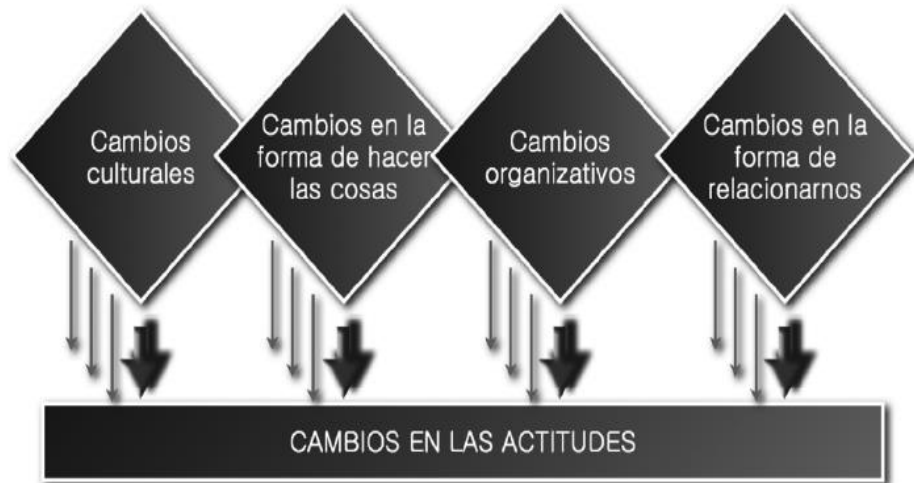 Cambios
culturales
Cambios en la
forma de hacer
las cosas
Cambios
organizativos
Cambios en la
forma de
relacionarnos
CAMBIOS EN LAS ACTITUDES